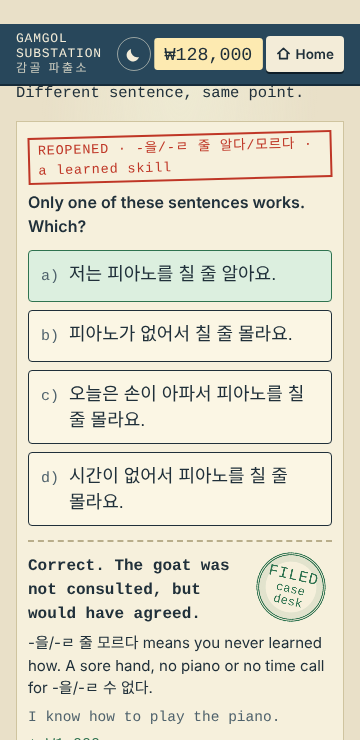 GAMGOL
SUBSTATION
감골 파출소
₩128,000
Home
Different sentence, same point.
REOPENED · -을/-ㄹ 줄 알다/모르다 ·
a learned skill
Only one of these sentences works.
Which?
a) 저는 피아노를 칠 줄 알아요.
b) 피아노가 없어서 칠 줄 몰라요.
c) 오늘은 손이 아파서 피아노를 칠
줄 몰라요.
d) 시간이 없어서 피아노를 칠 줄
몰라요.
Correct. The goat was
not consulted, but
would have agreed.
FILED
case
desk
-을/-ㄹ 줄 모르다 means you never learned
how. A sore hand, no piano or no time call
for -을/-ㄹ 수 없다.
I know how to play the piano.